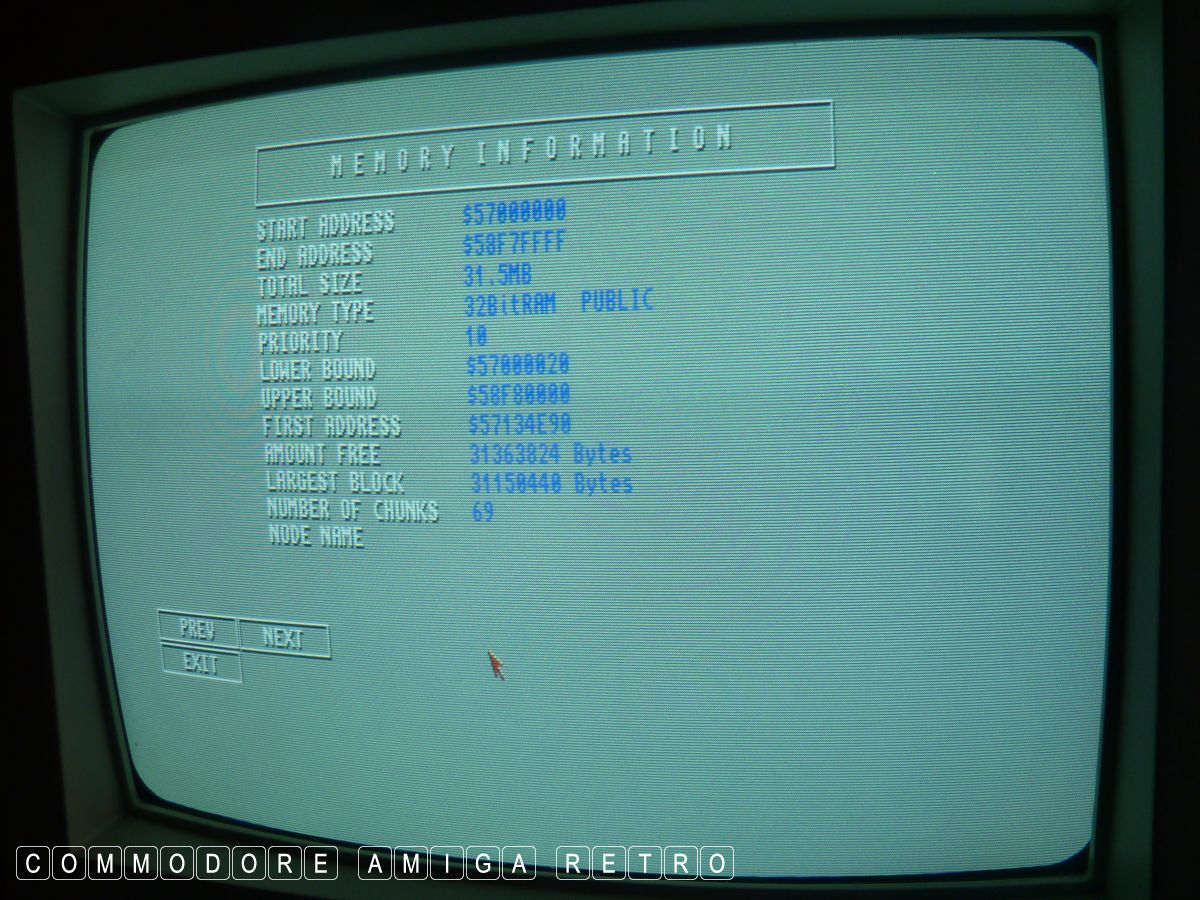 MEMORY INFORMATION
START ADDRESS $57000000
END ADDRESS $58F7FFFF
TOTAL SIZE 31.5MB
MEMORY TYPE 32BitRAM PUBLIC
PRIORITY 10
LOWER BOUND $57000020
UPPER BOUND $58F80000
FIRST ADDRESS $57134E90
AMOUNT FREE 31363824 Bytes
LARGEST BLOCK 31150440 Bytes
NUMBER OF CHUNKS 69
NODE NAME
PREV NEXT
EXIT
COMMODORE AMIGA RETRO